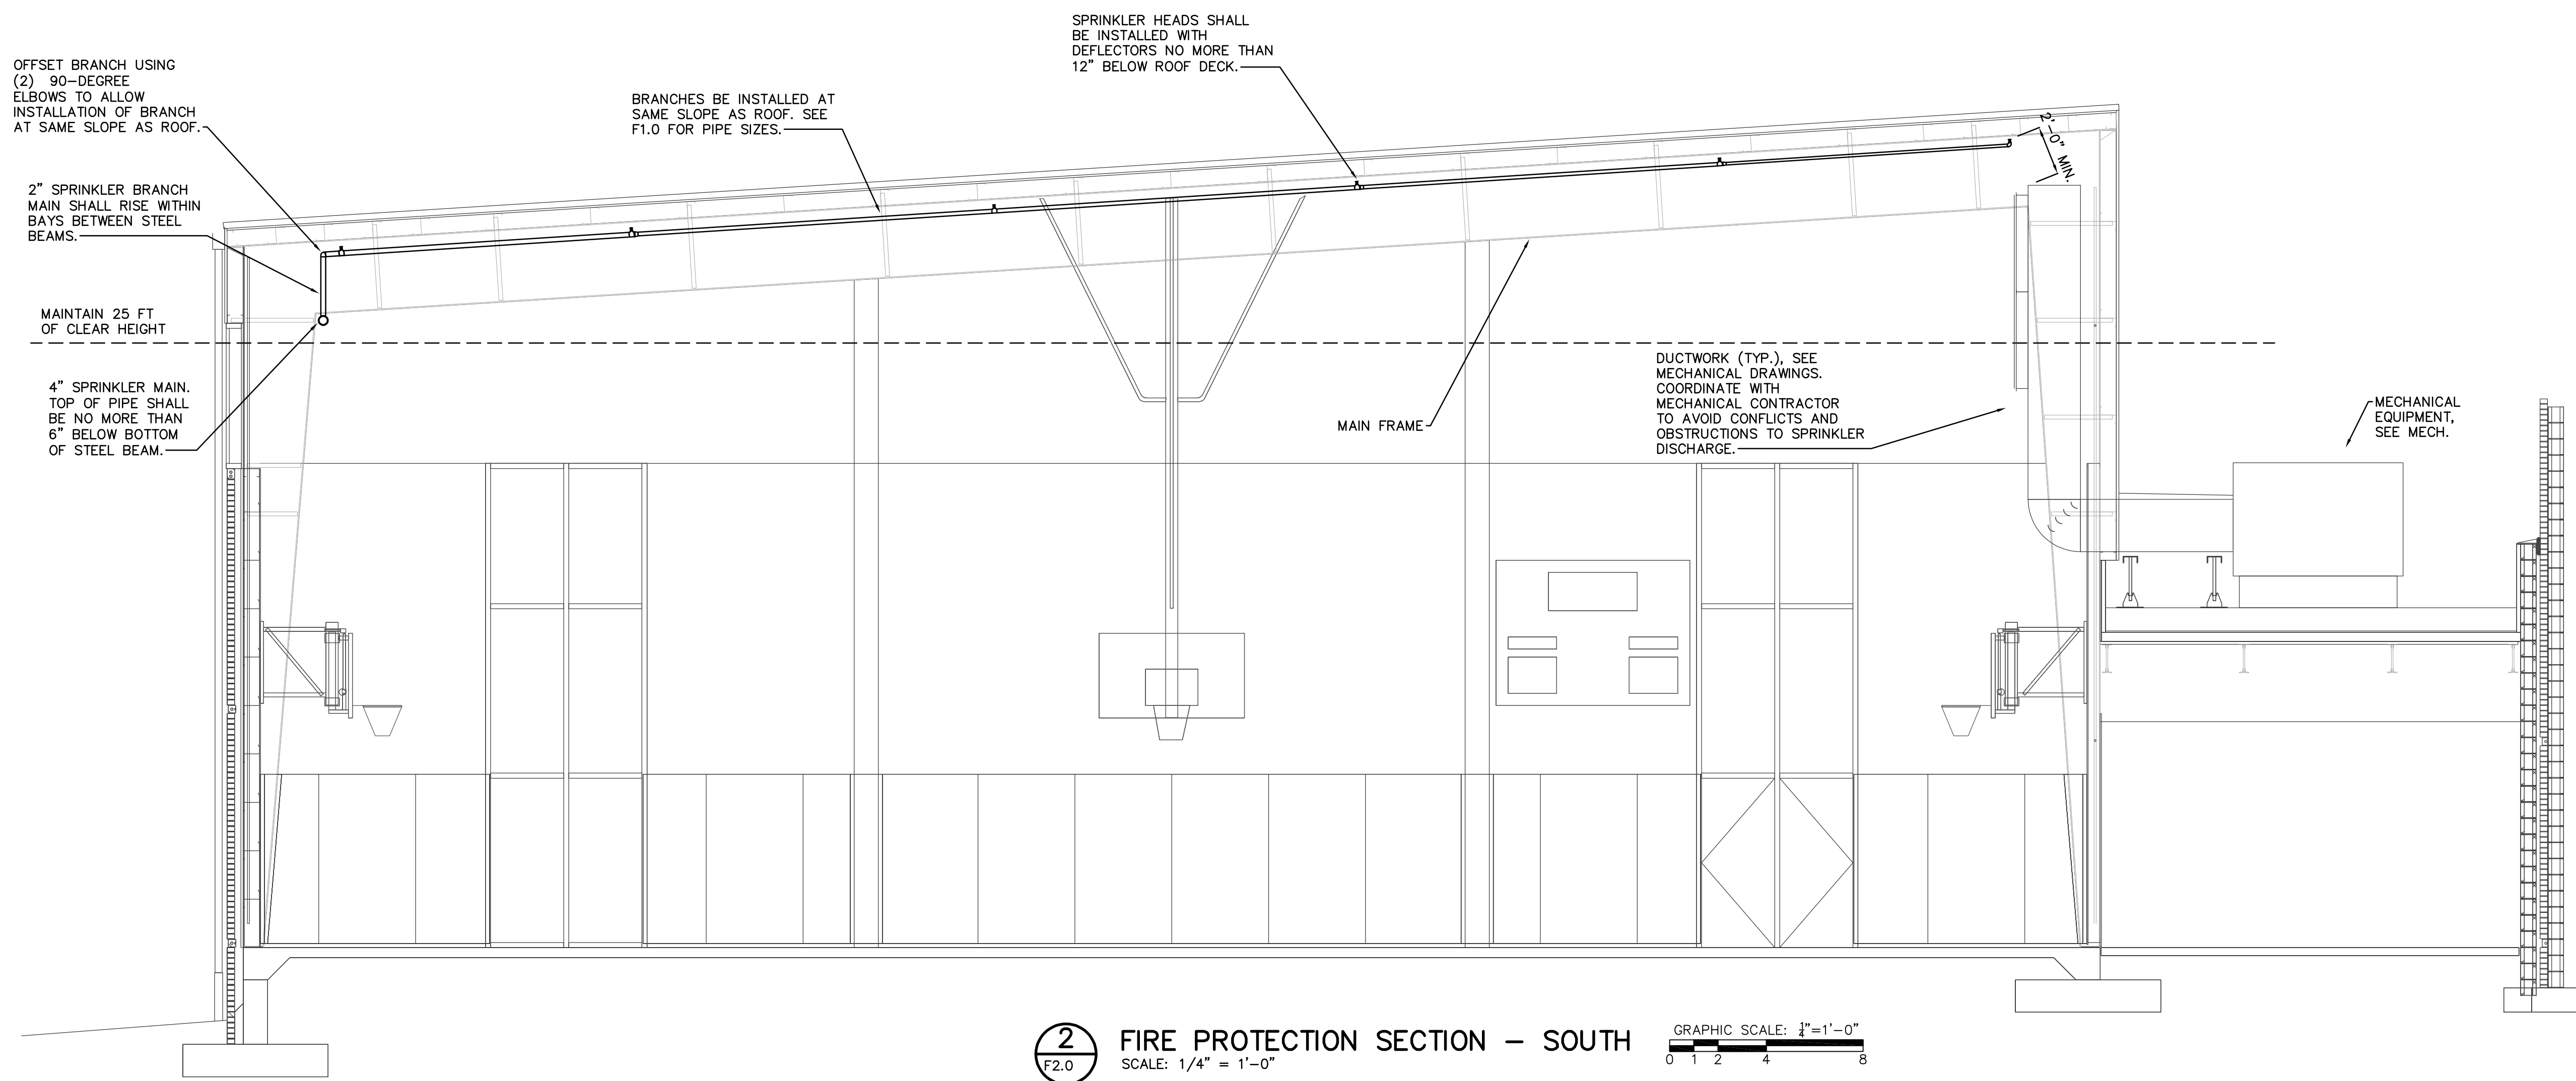 SPRINKLER HEADS SHALL
BE INSTALLED WITH
DEFLECTORS NO MORE THAN
12" BELOW ROOF DECK.
OFFSET BRANCH USING
(2) 90-DEGREE
ELBOWS TO ALLOW
INSTALLATION OF BRANCH
AT SAME SLOPE AS ROOF.
BRANCHES BE INSTALLED AT
SAME SLOPE AS ROOF. SEE
F1.0 FOR PIPE SIZES.
2'-0" MIN.
2" SPRINKLER BRANCH
MAIN SHALL RISE WITHIN
BAYS BETWEEN STEEL
BEAMS.
MAINTAIN 25 FT
OF CLEAR HEIGHT
4" SPRINKLER MAIN.
TOP OF PIPE SHALL
BE NO MORE THAN
6" BELOW BOTTOM
OF STEEL BEAM.
MAIN FRAME
DUCTWORK (TYP.), SEE
MECHANICAL DRAWINGS.
COORDINATE WITH
MECHANICAL CONTRACTOR
TO AVOID CONFLICTS AND
OBSTRUCTIONS TO SPRINKLER
DISCHARGE.
MECHANICAL
EQUIPMENT,
SEE MECH.
2
F2.0
FIRE PROTECTION SECTION - SOUTH
SCALE: 1/4" = 1'-0"
GRAPHIC SCALE: 1/4"=1'-0"
0 1 2 4 8